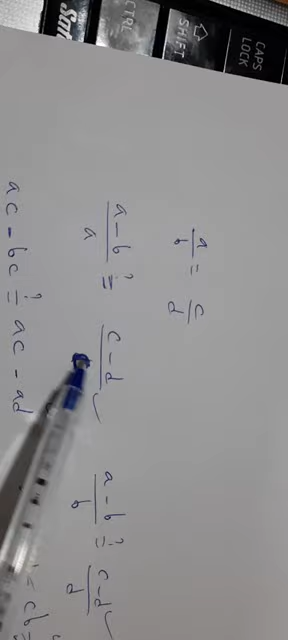 CAPS
LOCK
SHIFT
CTRL
a/b = c/d
(a-b)/a ?= (c-d)/c ✓ (a-b)/b ?= (c-d)/d ✓
ac - bc ?= ac - ad